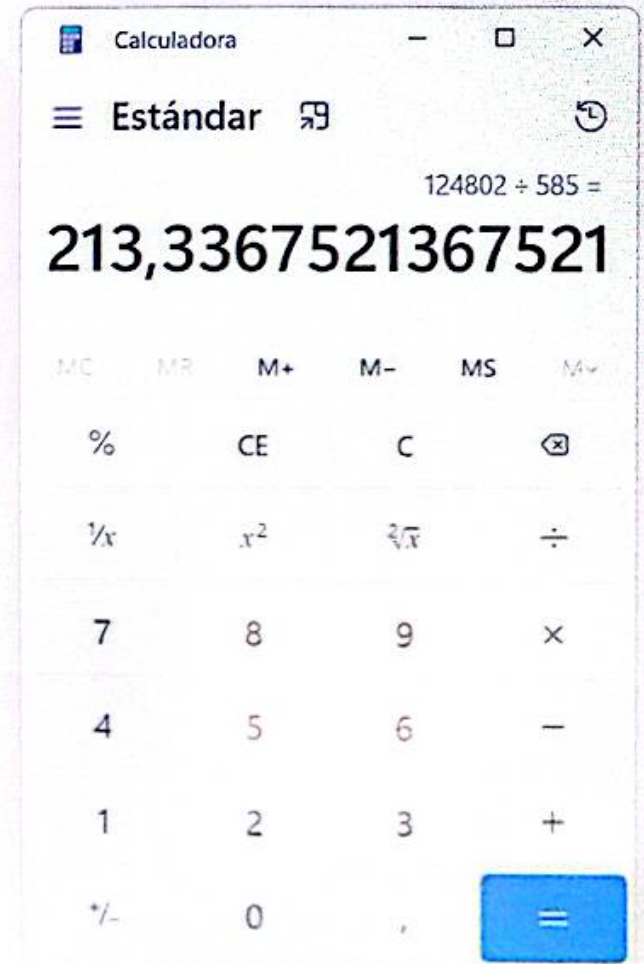 Calculadora
Estándar
124802 ÷ 585 =
213,3367521367521
MC MR M+ M- MS M
% CE C
¹/x x² ²√x ÷
7 8 9 ×
4 5 6 −
1 2 3 +
+/- 0 , =